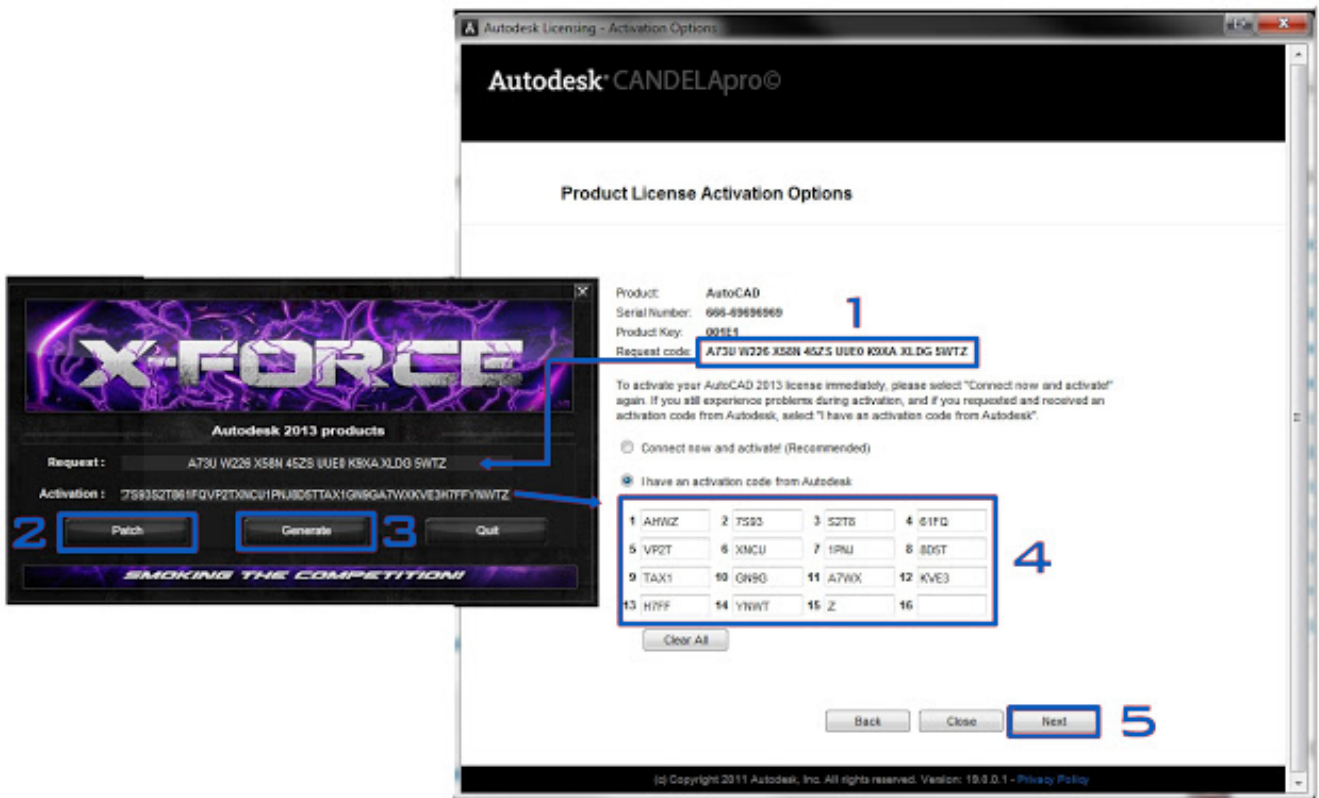 Autodesk Licensing - Activation Options
Autodesk CANDELApro©
Product License Activation Options
Product: AutoCAD
Serial Number: 666-69696969
Product Key: 001E1
1
Request code: A73U W226 X58N 45ZS UUE0 K9XA XLDG 5WTZ
To activate your AutoCAD 2013 license immediately, please select "Connect now and activate!"
again. If you still experience problems during activation, and if you requested and received an
activation code from Autodesk, select "I have an activation code from Autodesk".
Connect now and activate! (Recommended)
I have an activation code from Autodesk
1 AHWZ 2 7S93 3 S2T8 4 61FQ
5 VP2T 6 XNCU 7 1PNJ 8 8D5T
9 TAX1 10 GN9G 11 A7WX 12 KVE3
13 H7FF 14 YNWT 15 Z 16
4
Clear All
Back Close Next 5
(c) Copyright 2011 Autodesk, Inc. All rights reserved. Version: 19.0.0.1 - Privacy Policy
X-FORCE
Autodesk 2013 products
Request: A73U W226 X58N 45ZS UUE0 K9XA XLDG 5WTZ
Activation: 7S93S2T861FQVP2TXNCU1PNJ8D5TTAX1GN9GA7WXKVE3H7FFYNWTZ
2 Patch Generate 3 Quit
SMOKING THE COMPETITION!